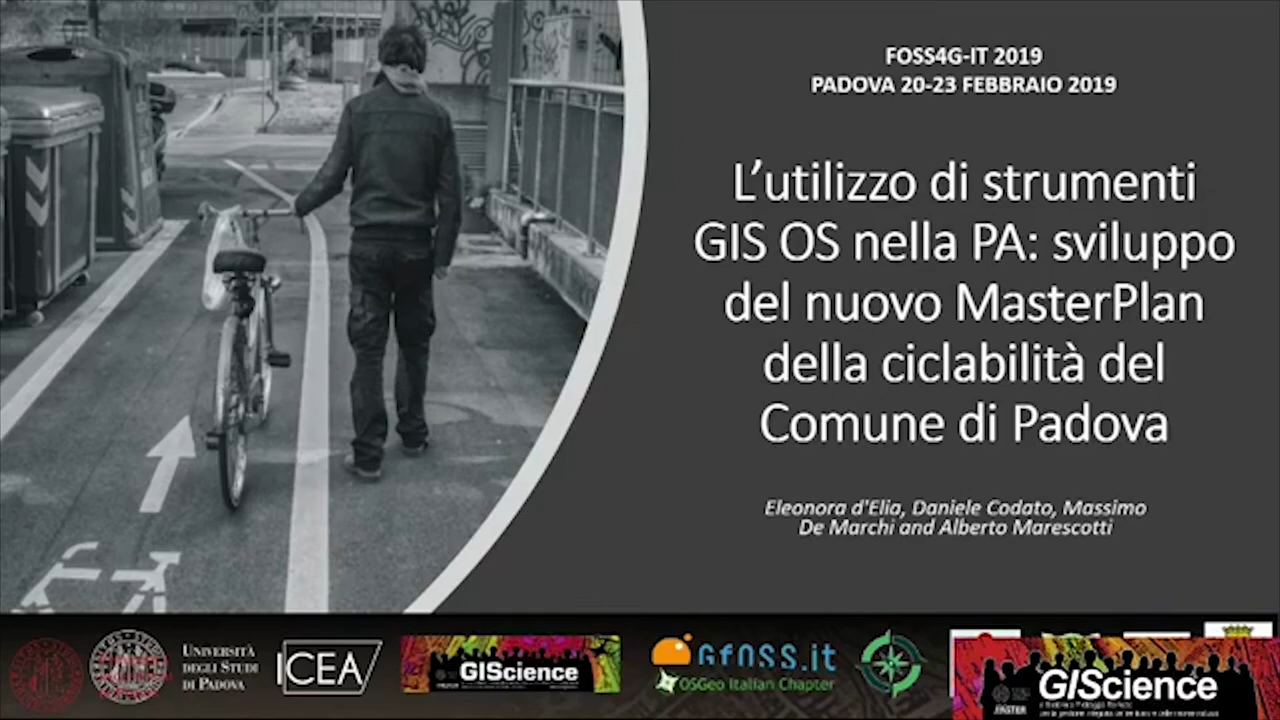 FOSS4G-IT 2019
PADOVA 20-23 FEBBRAIO 2019
L'utilizzo di strumenti
GIS OS nella PA: sviluppo
del nuovo MasterPlan
della ciclabilità del
Comune di Padova
Eleonora d'Elia, Daniele Codato, Massimo
De Marchi and Alberto Marescotti
UNIVERSITÀ
DEGLI STUDI
DI PADOVA
ICEA
GIScience
GFOSS.it
OSGeo Italian Chapter
GIScience